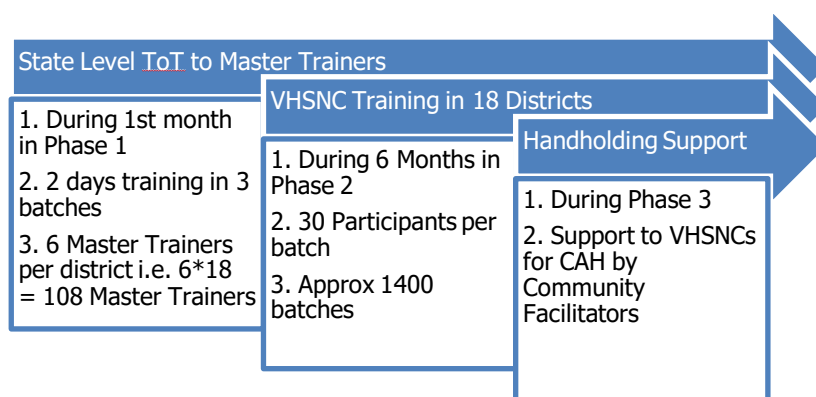 State Level ToT to Master Trainers
1. During 1st month
in Phase 1
2. 2 days training in 3
batches
3. 6 Master Trainers
per district i.e. 6*18
= 108 Master Trainers
VHSNC Training in 18 Districts
1. During 6 Months in
Phase 2
2. 30 Participants per
batch
3. Approx 1400
batches
Handholding Support
1. During Phase 3
2. Support to VHSNCs
for CAH by
Community
Facilitators